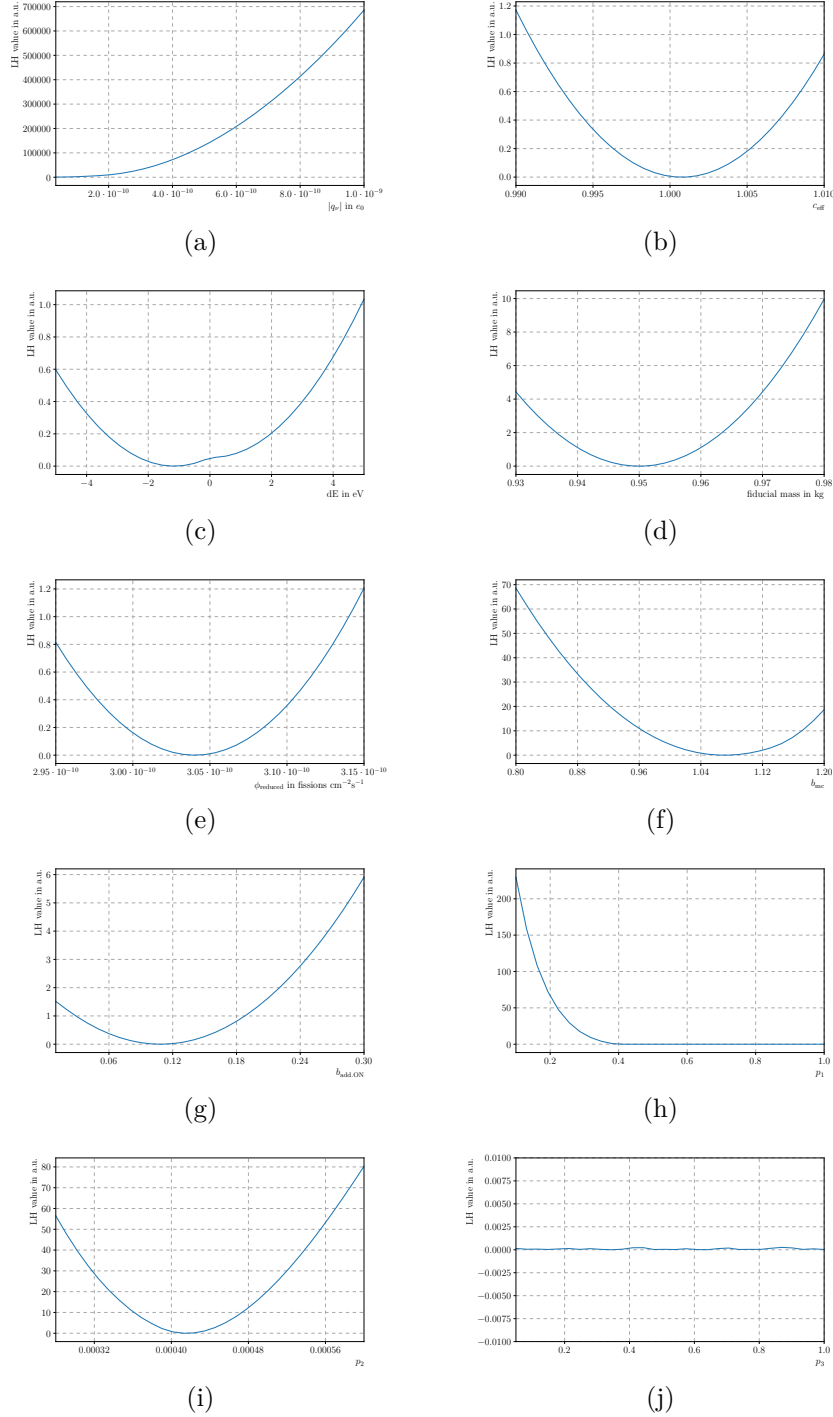 LH value in a.u.
700000
600000
500000
400000
300000
200000
100000
0
2.0 · 10⁻¹⁰ 4.0 · 10⁻¹⁰ 6.0 · 10⁻¹⁰ 8.0 · 10⁻¹⁰ 1.0 · 10⁻⁹
|qᵥ| in e₀
(a)
LH value in a.u.
1.2
1.0
0.8
0.6
0.4
0.2
0.0
0.990 0.995 1.000 1.005 1.010
c_eff
(b)
LH value in a.u.
1.0
0.8
0.6
0.4
0.2
0.0
−4 −2 0 2 4
dE in eV
(c)
LH value in a.u.
10
8
6
4
2
0
0.93 0.94 0.95 0.96 0.97 0.98
fiducial mass in kg
(d)
LH value in a.u.
1.2
1.0
0.8
0.6
0.4
0.2
0.0
2.95 · 10⁻¹⁰ 3.00 · 10⁻¹⁰ 3.05 · 10⁻¹⁰ 3.10 · 10⁻¹⁰ 3.15 · 10⁻¹⁰
ϕ_reduced in fissions cm⁻²s⁻¹
(e)
LH value in a.u.
70
60
50
40
30
20
10
0
0.80 0.88 0.96 1.04 1.12 1.20
b_mc
(f)
LH value in a.u.
6
5
4
3
2
1
0
0.06 0.12 0.18 0.24 0.30
b_add.ON
(g)
LH value in a.u.
200
150
100
50
0
0.2 0.4 0.6 0.8 1.0
p₁
(h)
LH value in a.u.
80
70
60
50
40
30
20
10
0
0.00032 0.00040 0.00048 0.00056
p₂
(i)
LH value in a.u.
0.0100
0.0075
0.0050
0.0025
0.0000
−0.0025
−0.0050
−0.0075
−0.0100
0.2 0.4 0.6 0.8 1.0
p₃
(j)